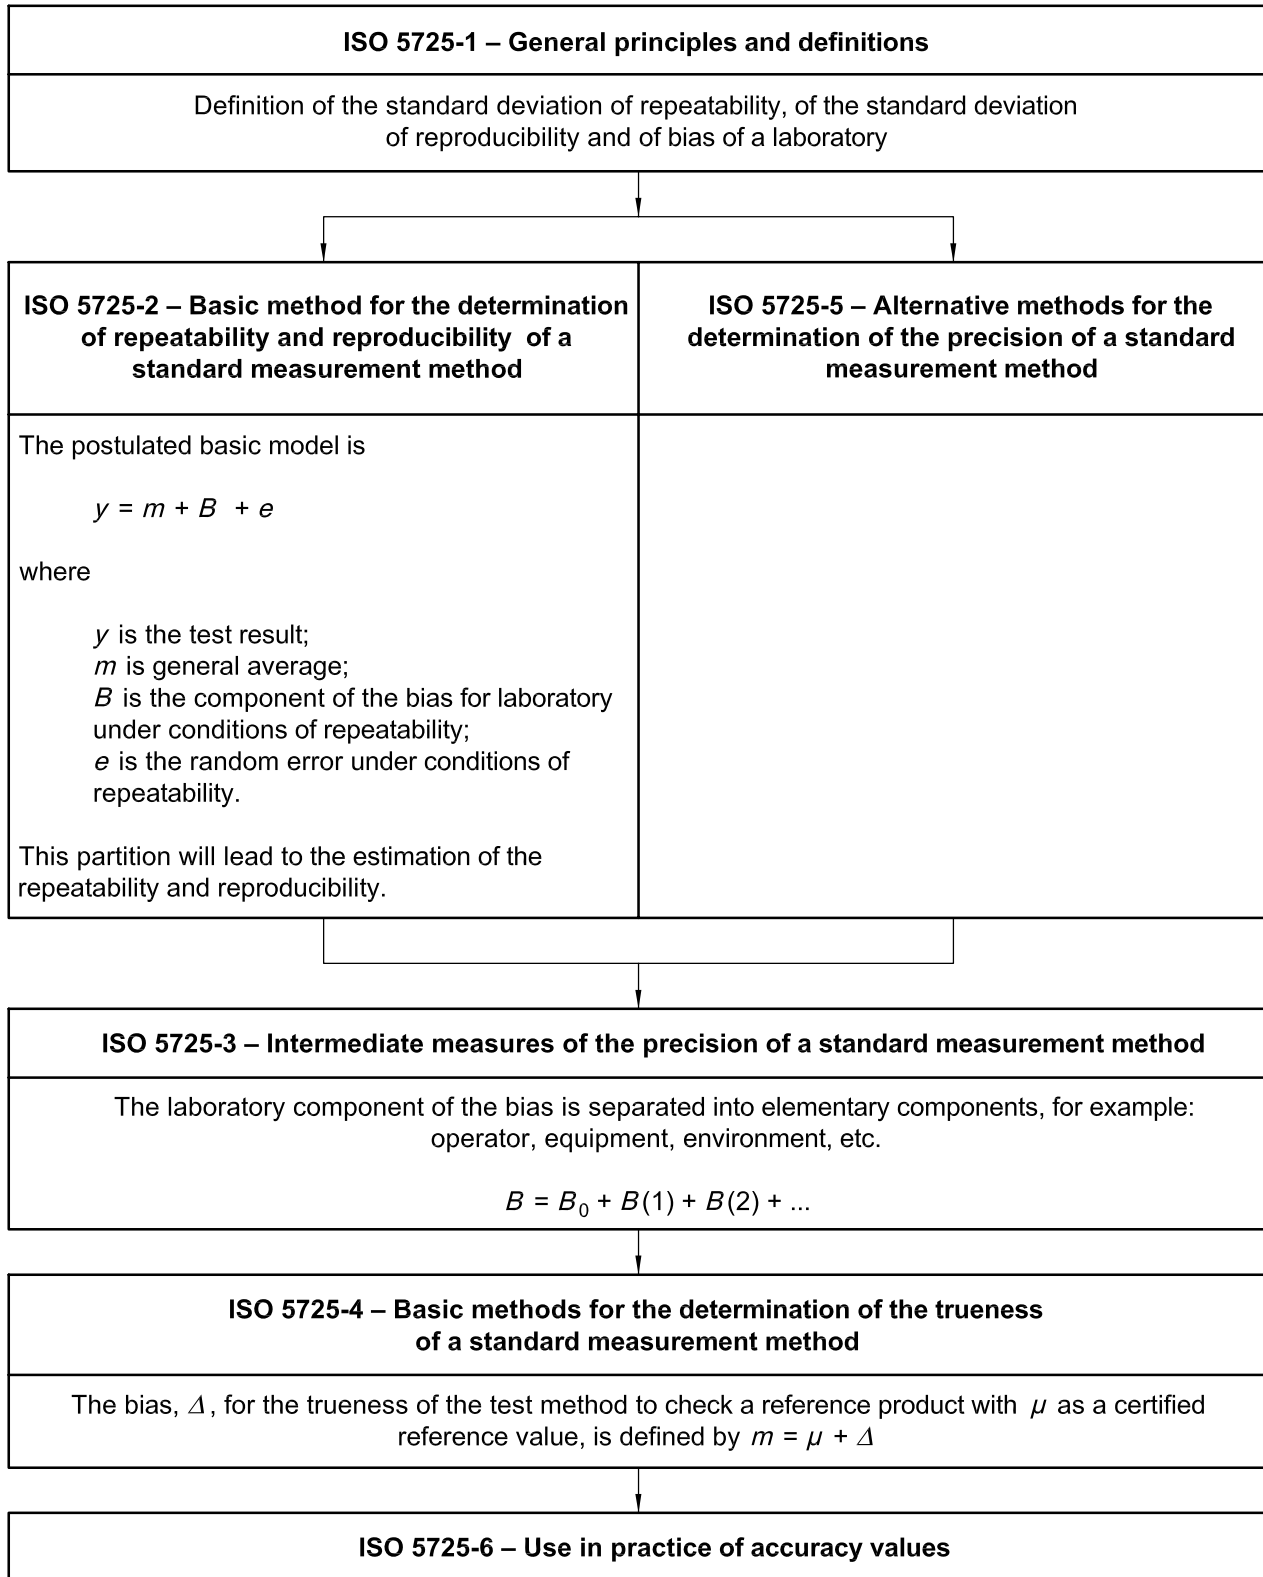 ISO 5725-1 – General principles and definitions
Definition of the standard deviation of repeatability, of the standard deviation
of reproducibility and of bias of a laboratory
ISO 5725-2 – Basic method for the determination
of repeatability and reproducibility of a
standard measurement method
ISO 5725-5 – Alternative methods for the
determination of the precision of a standard
measurement method
The postulated basic model is
y = m + B + e
where
y is the test result;
m is general average;
B is the component of the bias for laboratory
under conditions of repeatability;
e is the random error under conditions of
repeatability.
This partition will lead to the estimation of the
repeatability and reproducibility.
ISO 5725-3 – Intermediate measures of the precision of a standard measurement method
The laboratory component of the bias is separated into elementary components, for example:
operator, equipment, environment, etc.
B = B₀ + B(1) + B(2) + ...
ISO 5725-4 – Basic methods for the determination of the trueness
of a standard measurement method
The bias, Δ, for the trueness of the test method to check a reference product with μ as a certified
reference value, is defined by m = μ + Δ
ISO 5725-6 – Use in practice of accuracy values